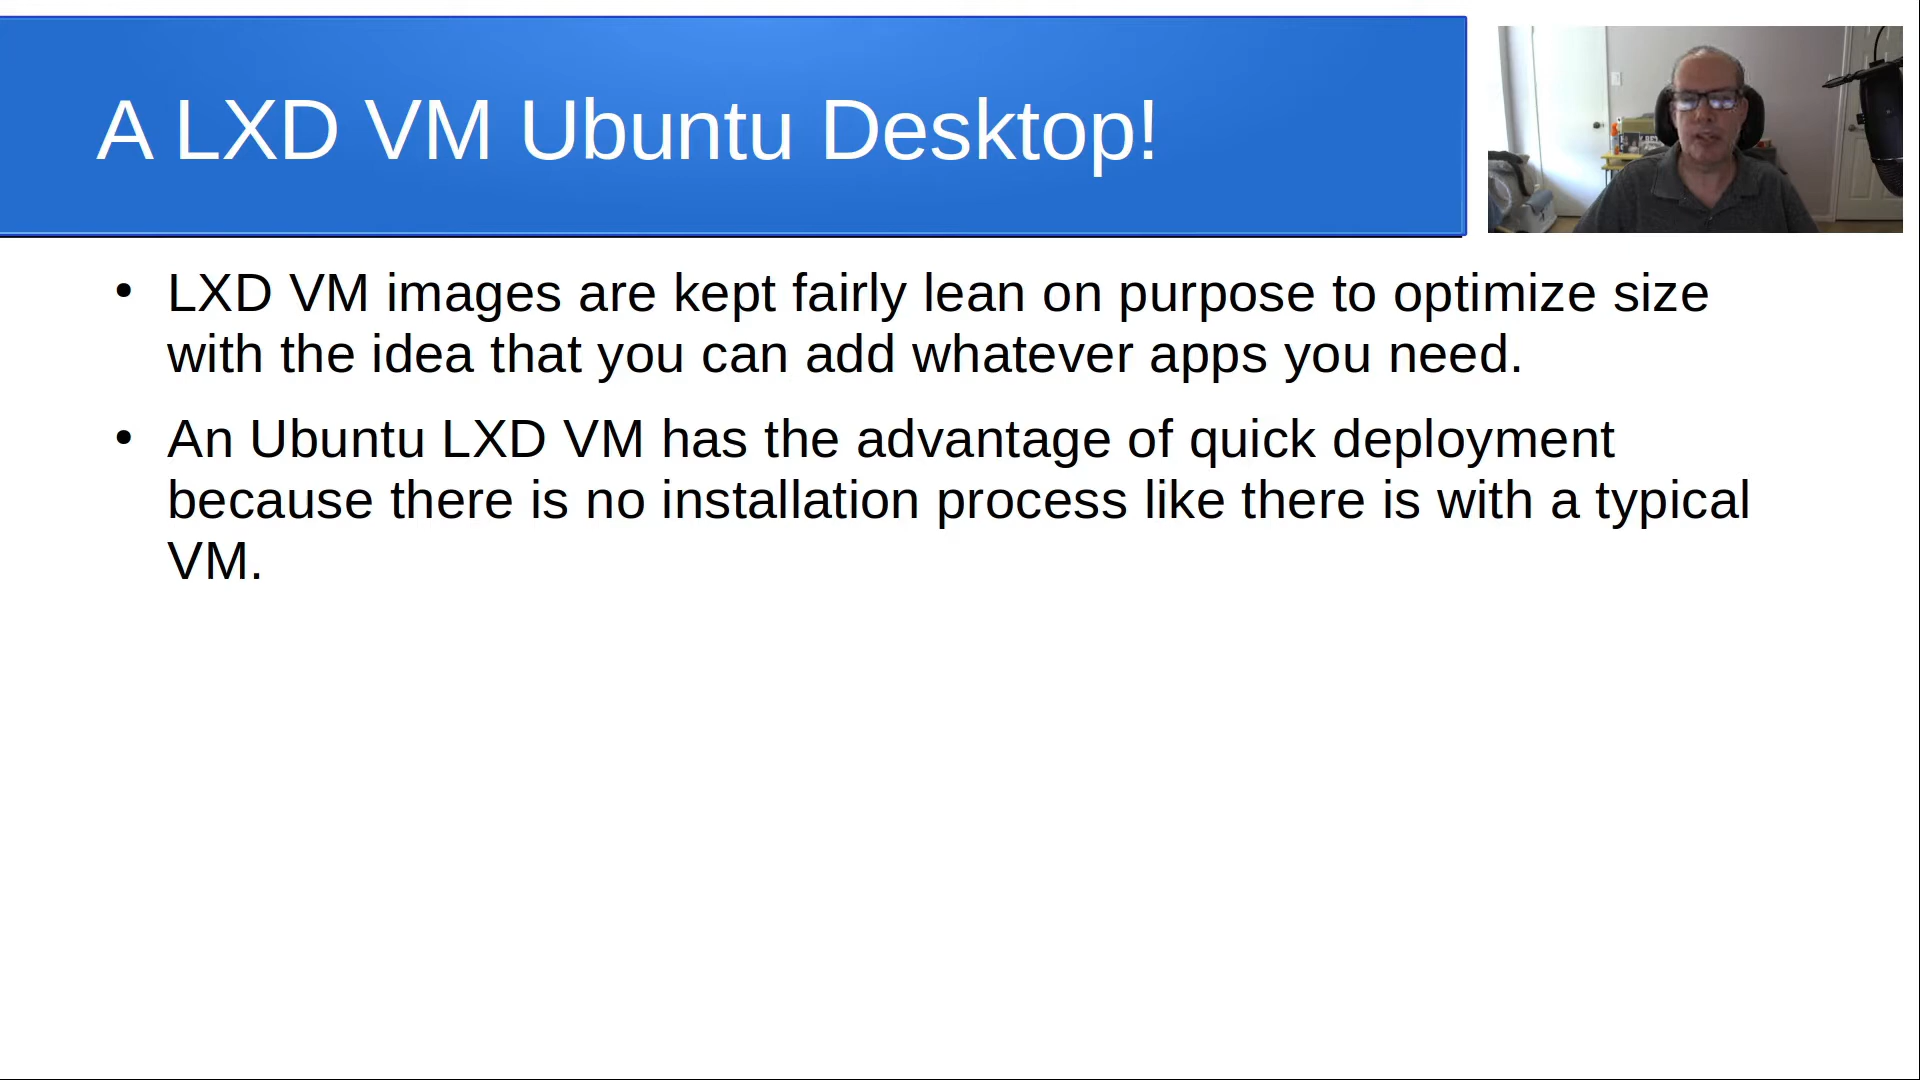 A LXD VM Ubuntu Desktop!
• LXD VM images are kept fairly lean on purpose to optimize size
with the idea that you can add whatever apps you need.
• An Ubuntu LXD VM has the advantage of quick deployment
because there is no installation process like there is with a typical
VM.